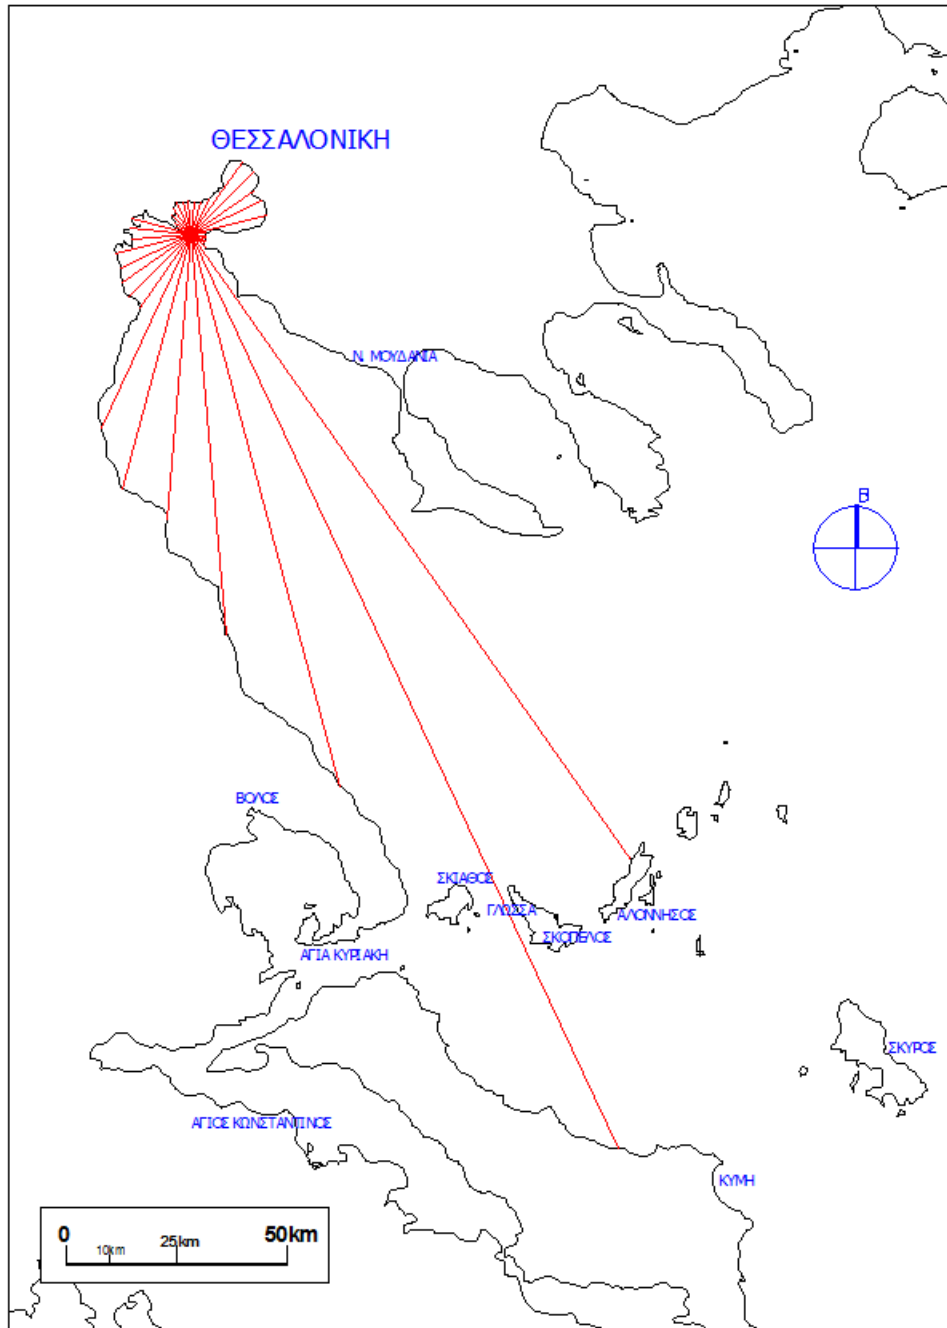 ΘΕΣΣΑΛΟΝΙΚΗ
Ν. ΜΟΥΔΑΝΙΑ
Β
ΒΟΛΟΣ
ΣΚΙΑΘΟΣ
ΓΛΩΣΣΑ
ΑΛΟΝΝΗΣΟΣ
ΣΚΟΠΕΛΟΣ
ΑΓΙΑ ΚΥΡΙΑΚΗ
ΣΚΥΡΟΣ
ΑΓΙΟΣ ΚΩΝΣΤΑΝΤΙΝΟΣ
ΚΥΜΗ
0 10km 25km 50km